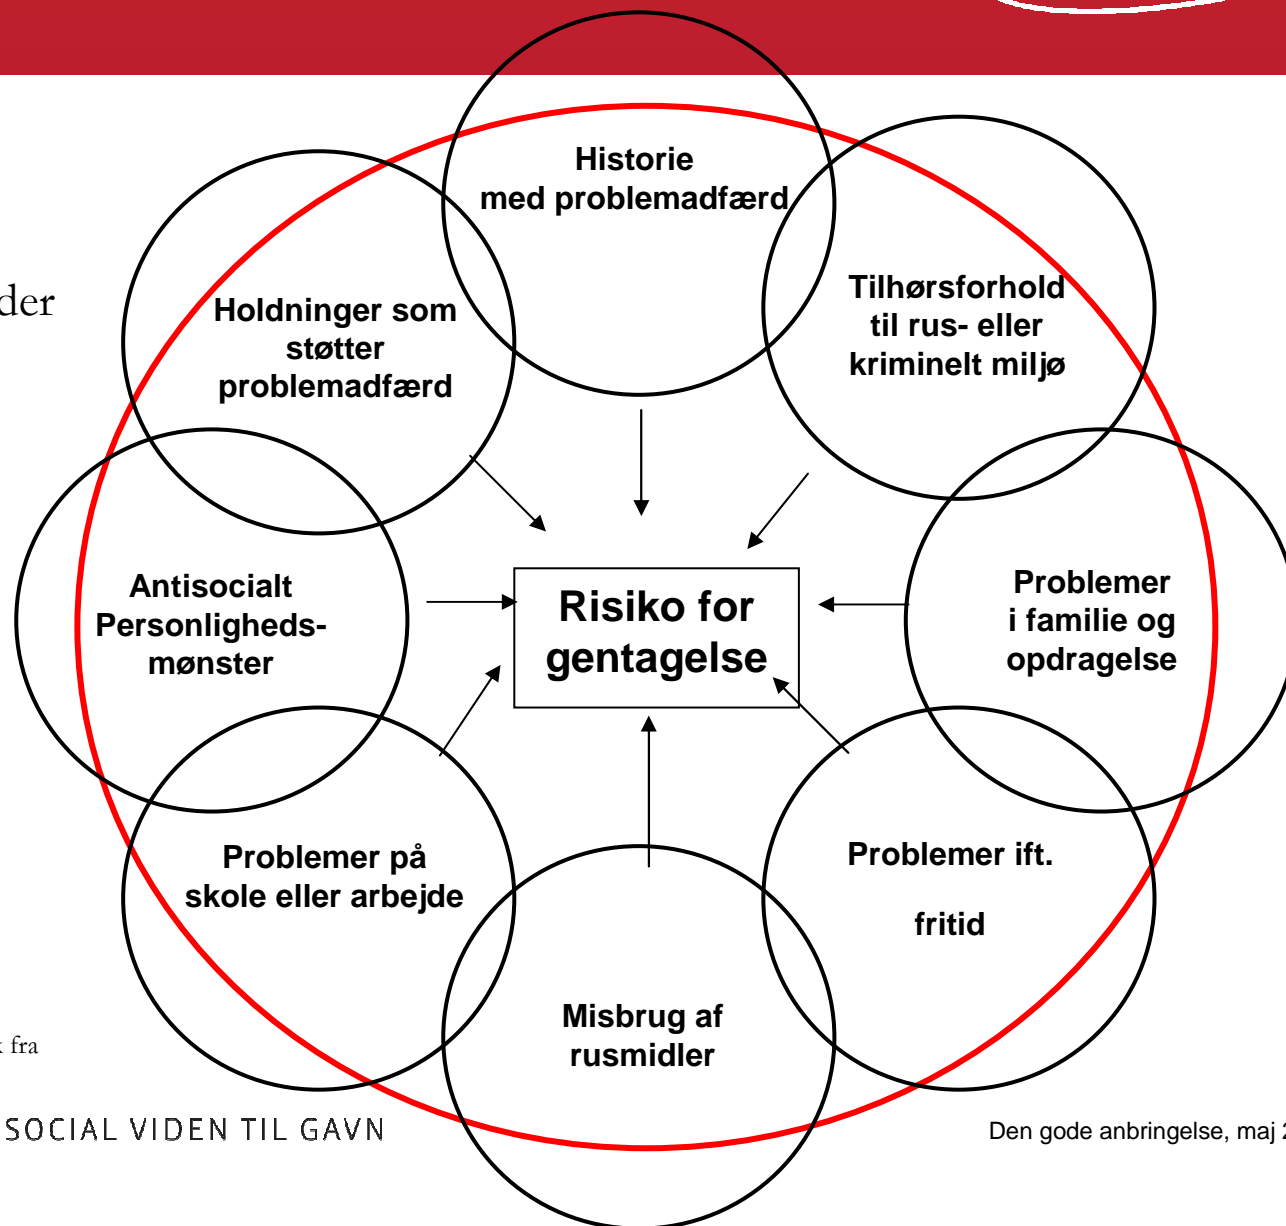 Historie
med problemadfærd
Tilhørsforhold
til rus- eller
kriminelt miljø
der
Holdninger som
støtter
problemadfærd
Antisocialt
Personligheds-
mønster
Risiko for
gentagelse
Problemer
i familie og
opdragelse
Problemer på
skole eller arbejde
Problemer ift.
fritid
Misbrug af
rusmidler
fra
SOCIAL VIDEN TIL GAVN
Den gode anbringelse, maj 2